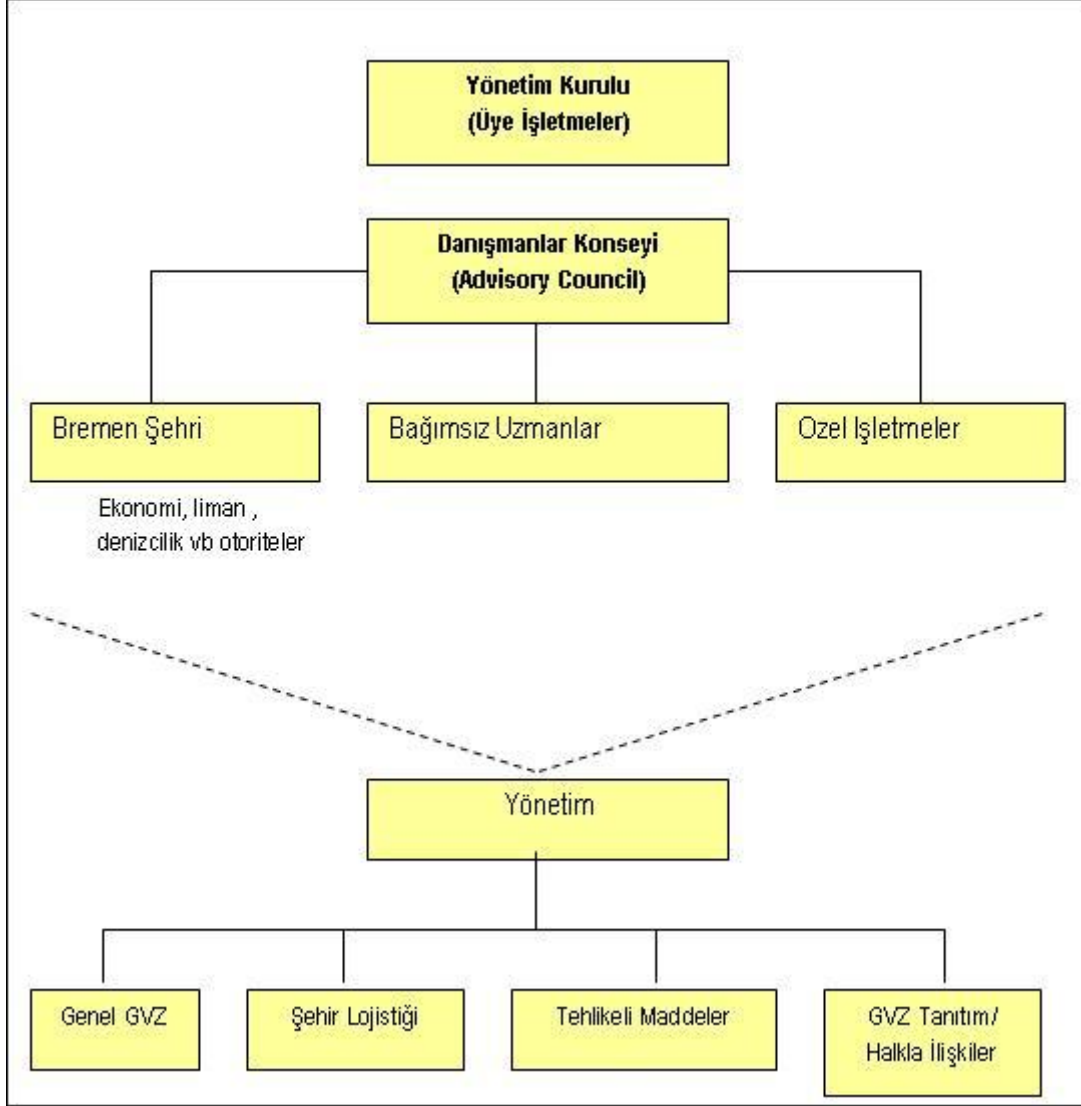 Yönetim Kurulu
(Üye İşletmeler)
Danışmanlar Konseyi
(Advisory Council)
Bremen Şehri
Bağımsız Uzmanlar
Ozel Işletmeler
Ekonomi, liman ,
denizcilik vb otoriteler
Yönetim
Genel GVZ
Şehir Lojistiği
Tehlikeli Maddeler
GVZ Tanıtım/
Halkla İlişkiler